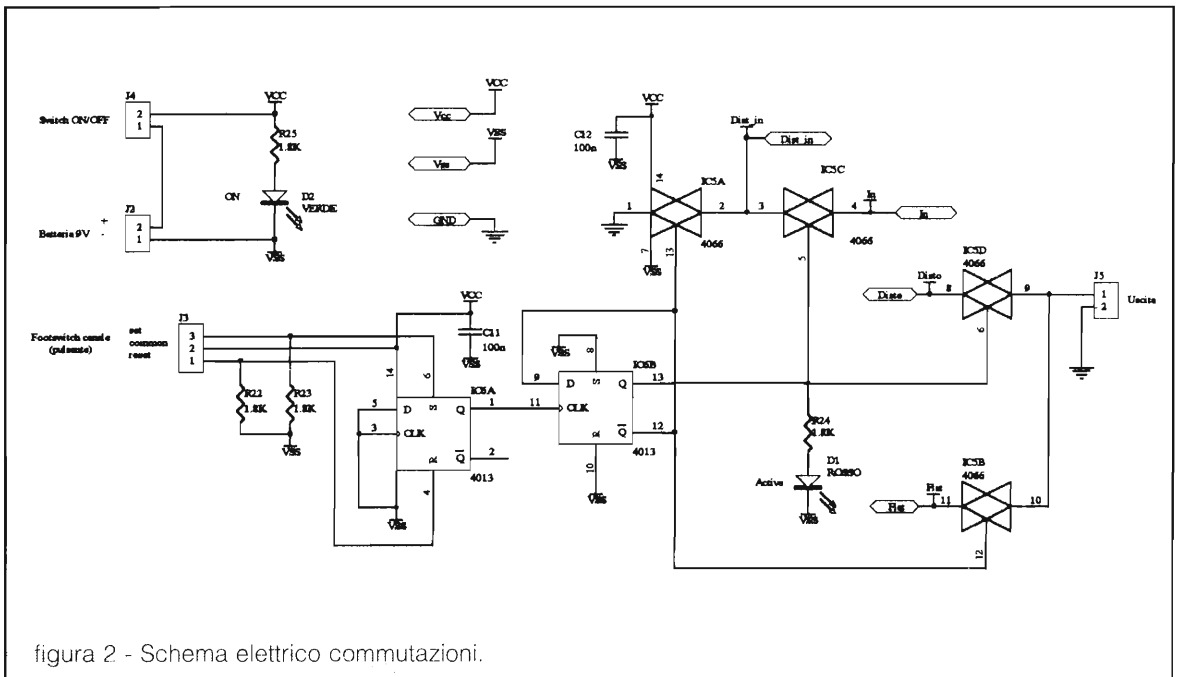 J4
Switch ON/OFF
2
1
VCC
R25
1.8K
ON
D2
VERDE
VSS
J2
+
-
Batteria 9V
2
1
VCC
Vcc
VSS
Vss
GND
VCC
C12
100n
VSS
14
IC5A
1
2
4066
7
13
VSS
Dist_in
Dist_in
IC5C
3
4
4066
5
In
In
IC5D
4066
Disto
Disto
8
9
6
J5
1
2
Uscita
J3
Footswitch canale
(pulsante)
set
common
reset
3
2
1
R22
1.8K
R23
1.8K
VSS
VCC
C11
100n
VSS
14
6
IC6A
5
D
S
Q
1
3
CLK
R
Q
2
4013
4
VSS
VSS
8
IC6B
9
D
S
Q
13
11
CLK
R
Q
12
4013
10
VSS
R24
1.8K
D1
ROSSO
Active
VSS
IC5B
4066
Flat
Flat
11
10
12
figura 2 - Schema elettrico commutazioni.